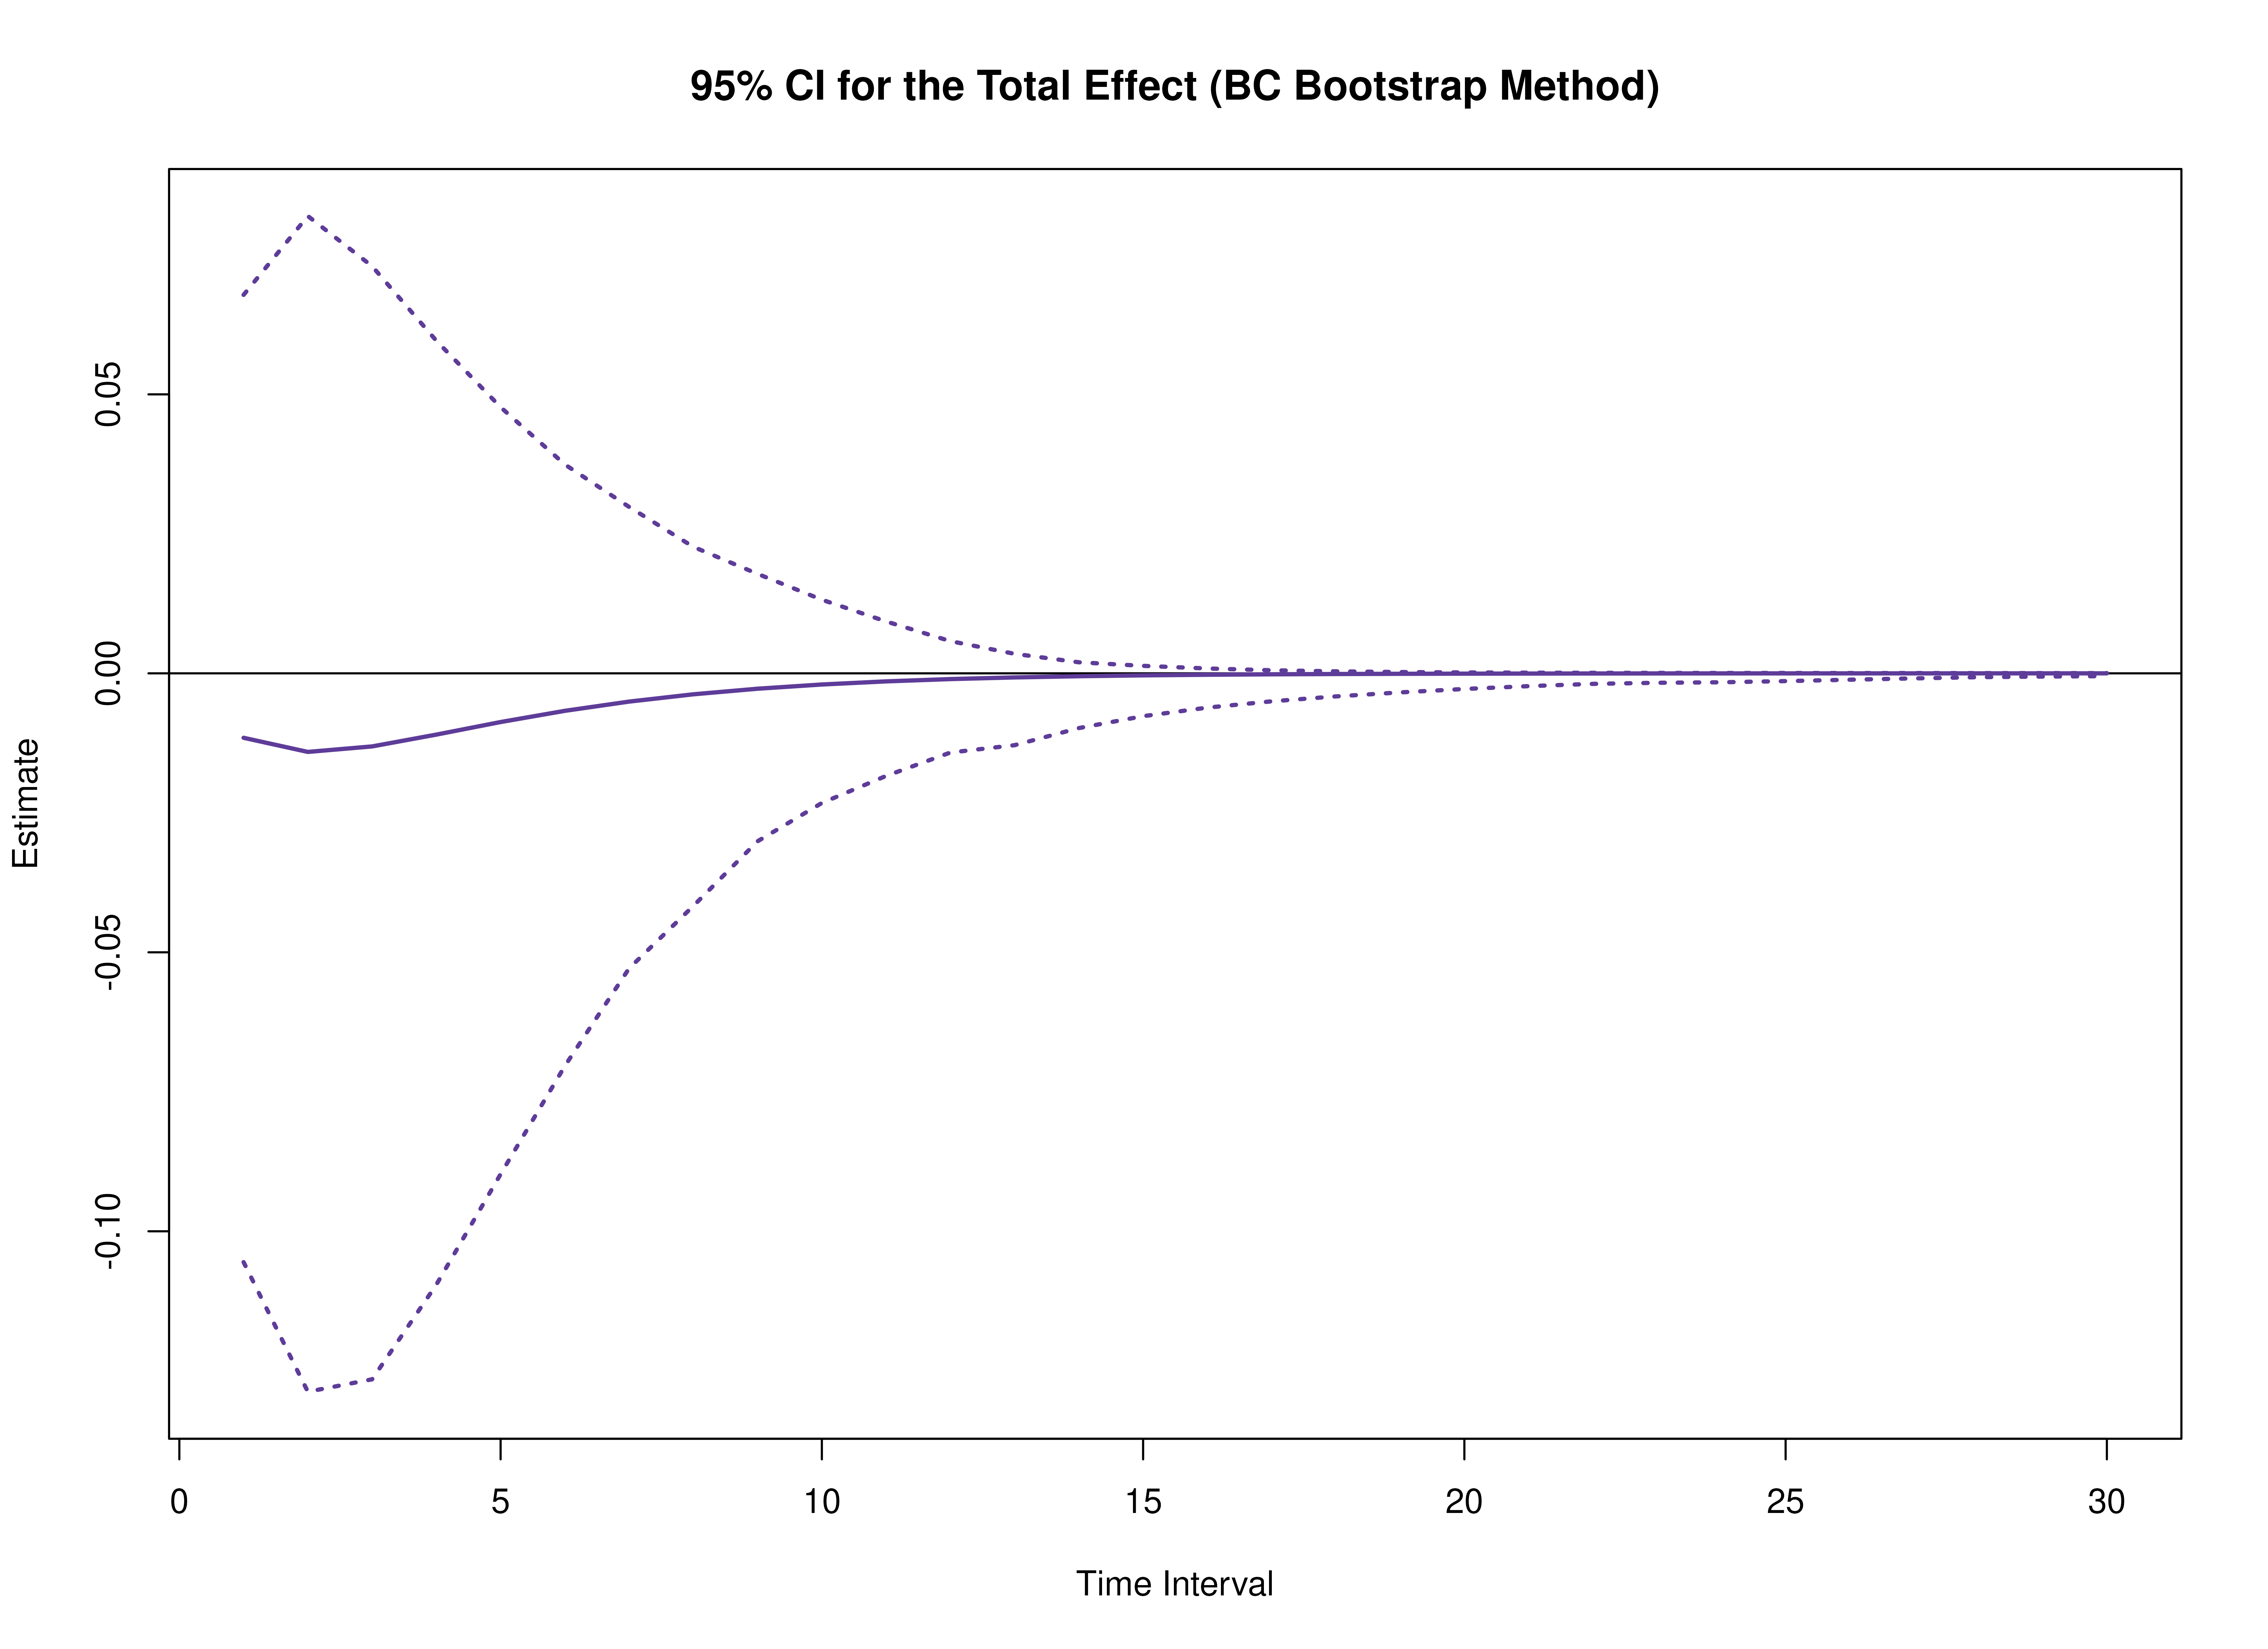 95% CI for the Total Effect (BC Bootstrap Method)
Estimate
0.05
0.00
-0.05
-0.10
0 5 10 15 20 25 30
Time Interval